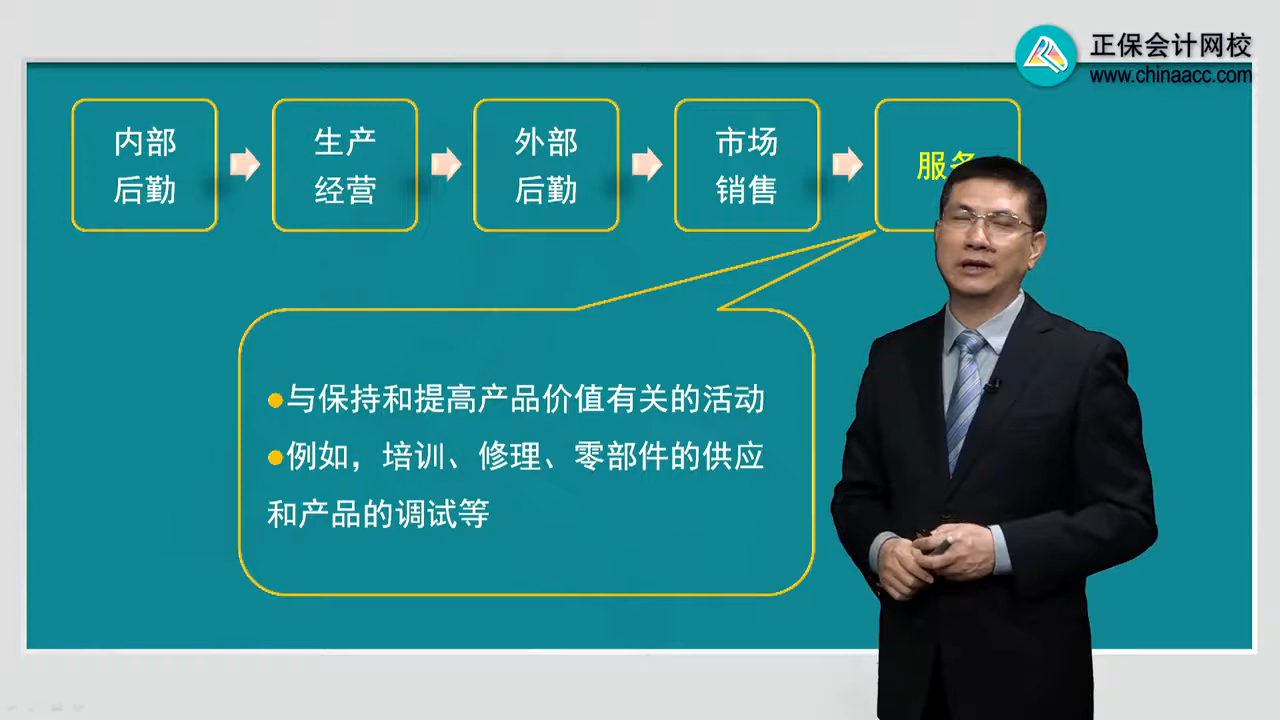 正保会计网校
www.chinaacc.com
内部
后勤
生产
经营
外部
后勤
市场
销售
服务
与保持和提高产品价值有关的活动
例如，培训、修理、零部件的供应
和产品的调试等